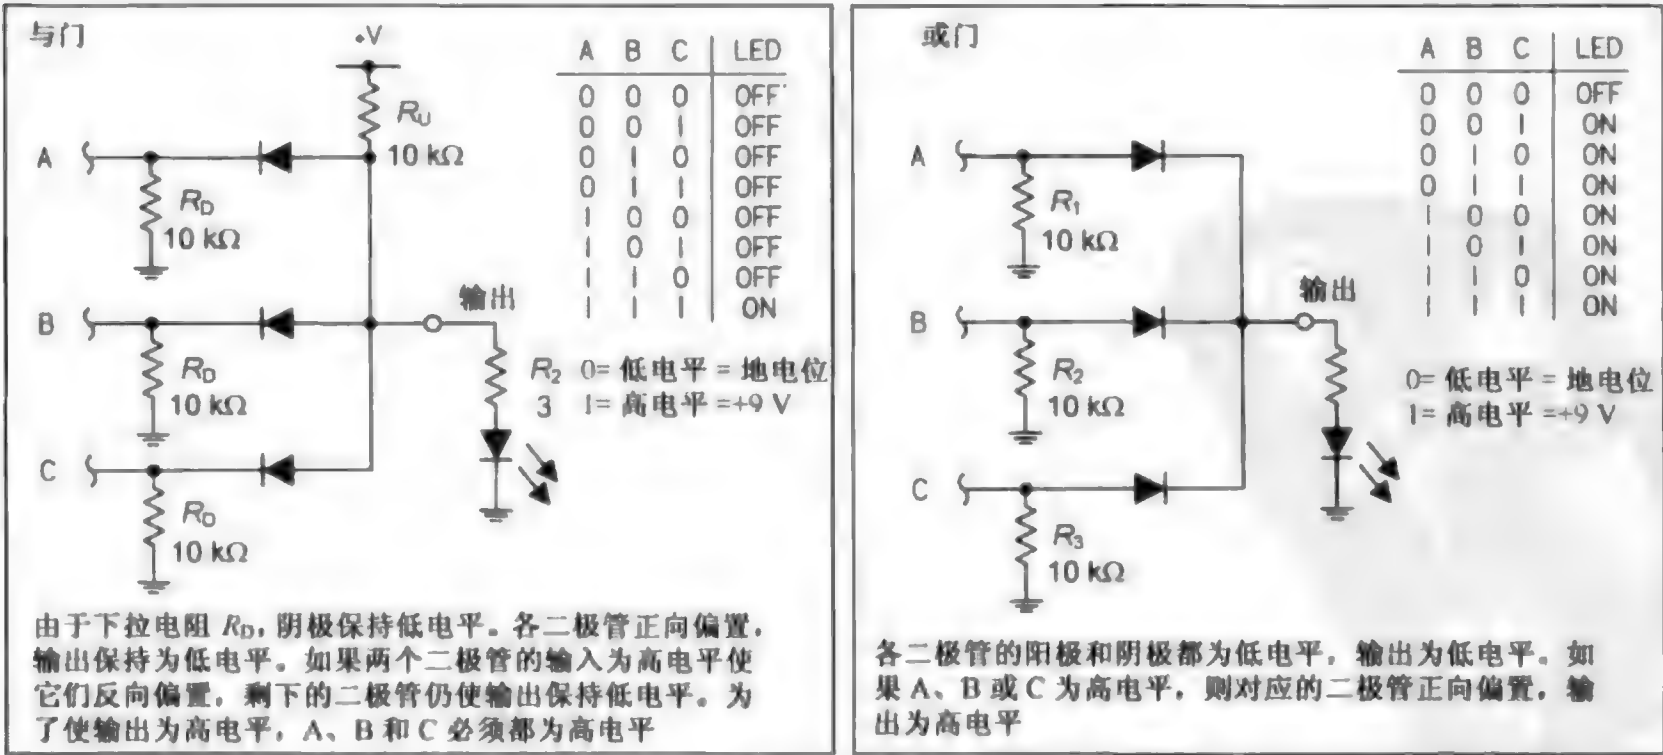 与门
+V
A B C LED
0 0 0 OFF
0 0 1 OFF
0 1 0 OFF
0 1 1 OFF
1 0 0 OFF
1 0 1 OFF
1 1 0 OFF
1 1 1 ON
RU
10 kΩ
A
RD
10 kΩ
B
RD
10 kΩ
C
RD
10 kΩ
输出
R2
3
0= 低电平 = 地电位
1= 高电平 =+9 V
由于下拉电阻 RD, 阴极保持低电平。各二极管正向偏置,
输出保持为低电平。如果两个二极管的输入为高电平使
它们反向偏置, 剩下的二极管仍使输出保持低电平。为
了使输出为高电平, A、B 和 C 必须都为高电平
或门
A B C LED
0 0 0 OFF
0 0 1 ON
0 1 0 ON
0 1 1 ON
1 0 0 ON
1 0 1 ON
1 1 0 ON
1 1 1 ON
A
R1
10 kΩ
B
R2
10 kΩ
C
R3
10 kΩ
输出
0= 低电平 = 地电位
1= 高电平 =+9 V
各二极管的阳极和阴极都为低电平, 输出为低电平。如
果 A、B 或 C 为高电平, 则对应的二极管正向偏置, 输
出为高电平